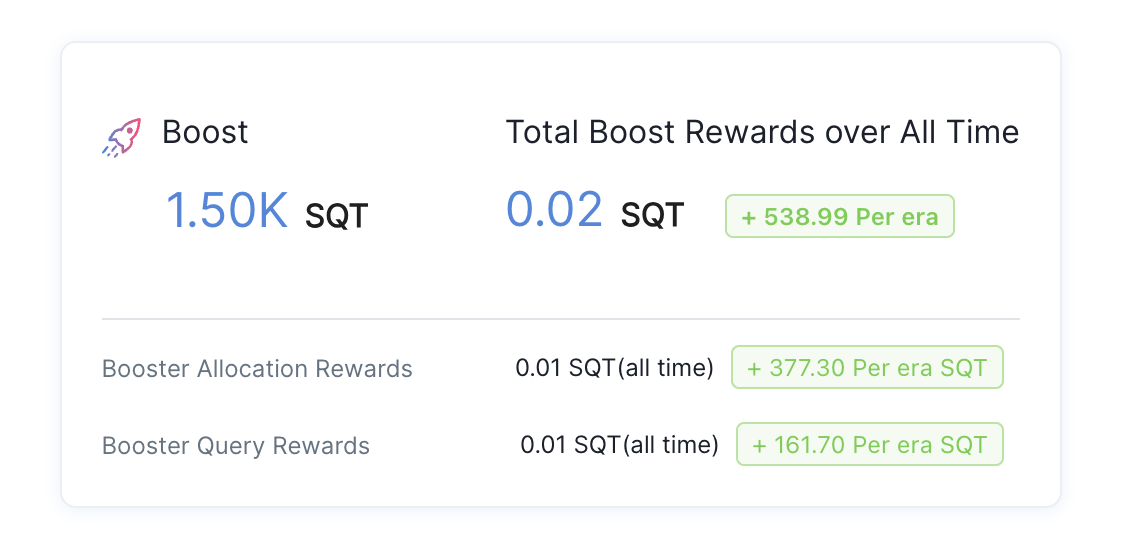 Boost
Total Boost Rewards over All Time
1.50K SQT
0.02 SQT + 538.99 Per era
Booster Allocation Rewards 0.01 SQT(all time) + 377.30 Per era SQT
Booster Query Rewards 0.01 SQT(all time) + 161.70 Per era SQT